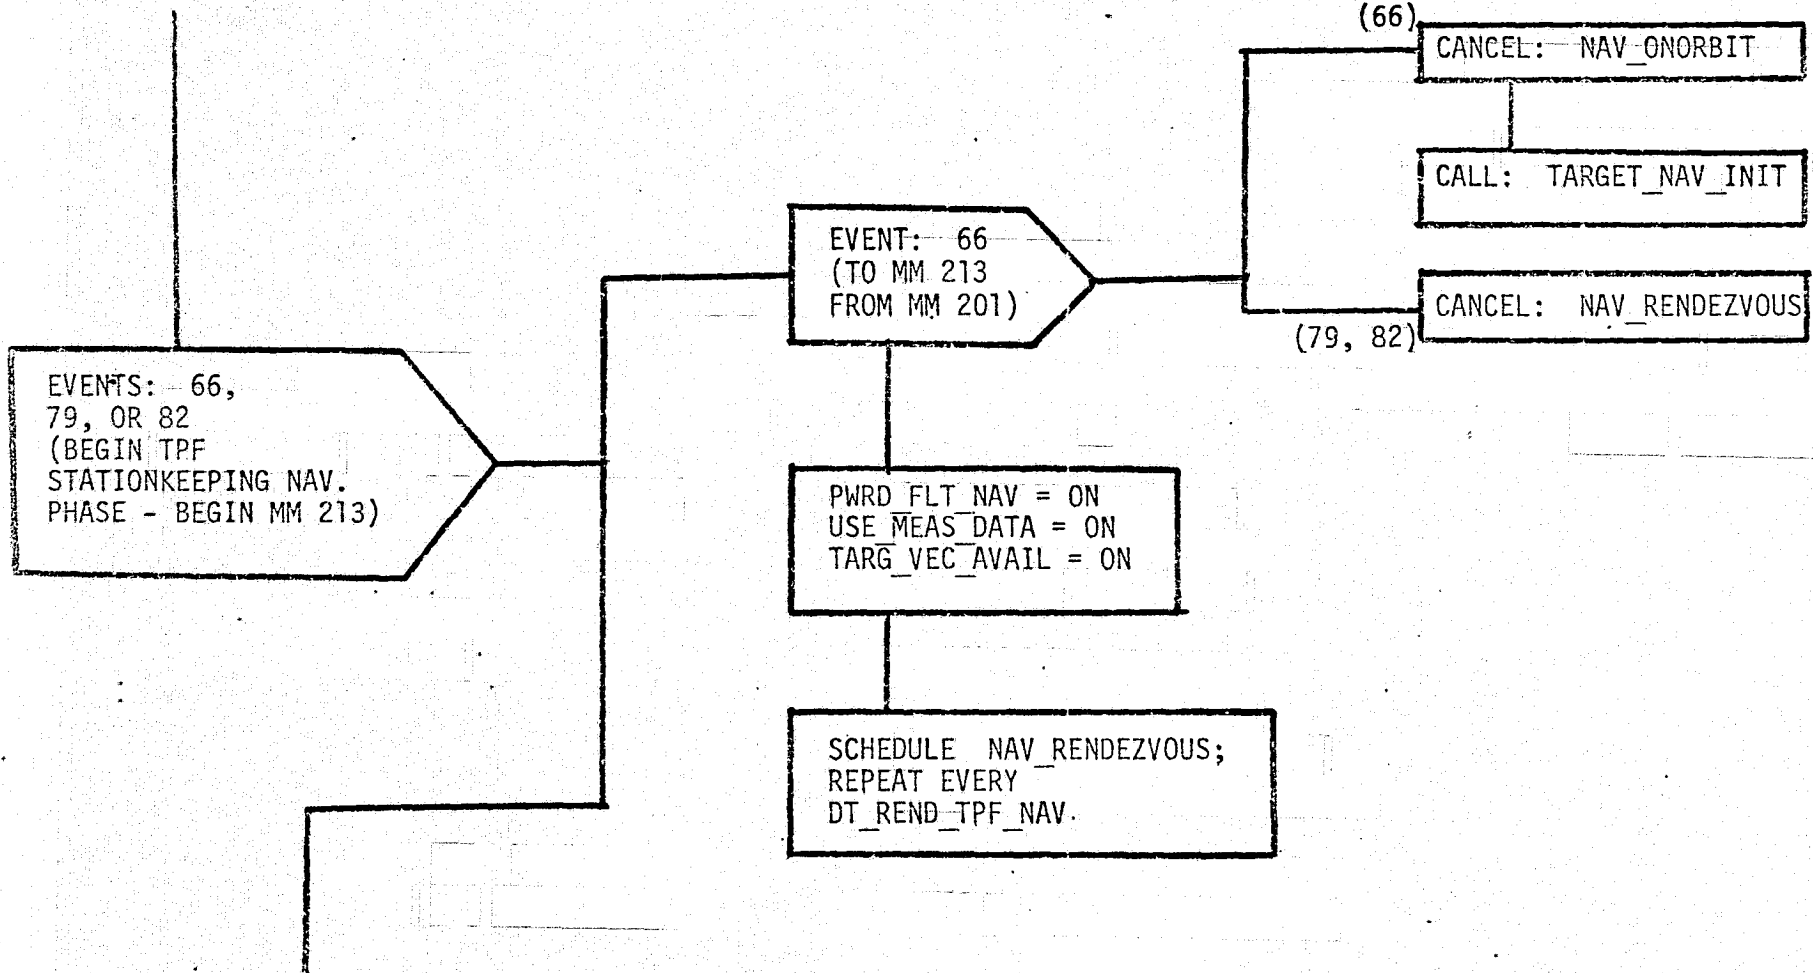 (66)
CANCEL: NAV_ONORBIT
CALL: TARGET_NAV_INIT
EVENT: 66
(TO MM 213
FROM MM 201)
CANCEL: NAV_RENDEZVOUS
(79, 82)
EVENTS: 66,
79, OR 82
(BEGIN TPF
STATIONKEEPING NAV.
PHASE - BEGIN MM 213)
PWRD_FLT_NAV = ON
USE_MEAS_DATA = ON
TARG_VEC_AVAIL = ON
SCHEDULE NAV_RENDEZVOUS;
REPEAT EVERY
DT_REND_TPF_NAV.